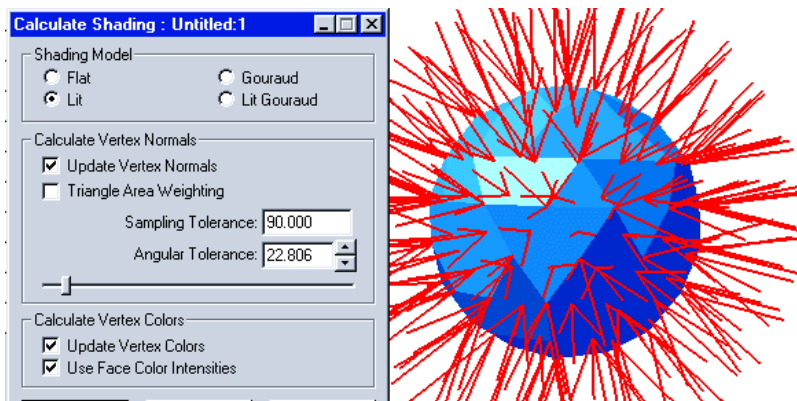 Calculate Shading : Untitled:1
Shading Model
Flat
Gouraud
Lit
Lit Gouraud
Calculate Vertex Normals
Update Vertex Normals
Triangle Area Weighting
Sampling Tolerance: 90.000
Angular Tolerance: 22.806
Calculate Vertex Colors
Update Vertex Colors
Use Face Color Intensities